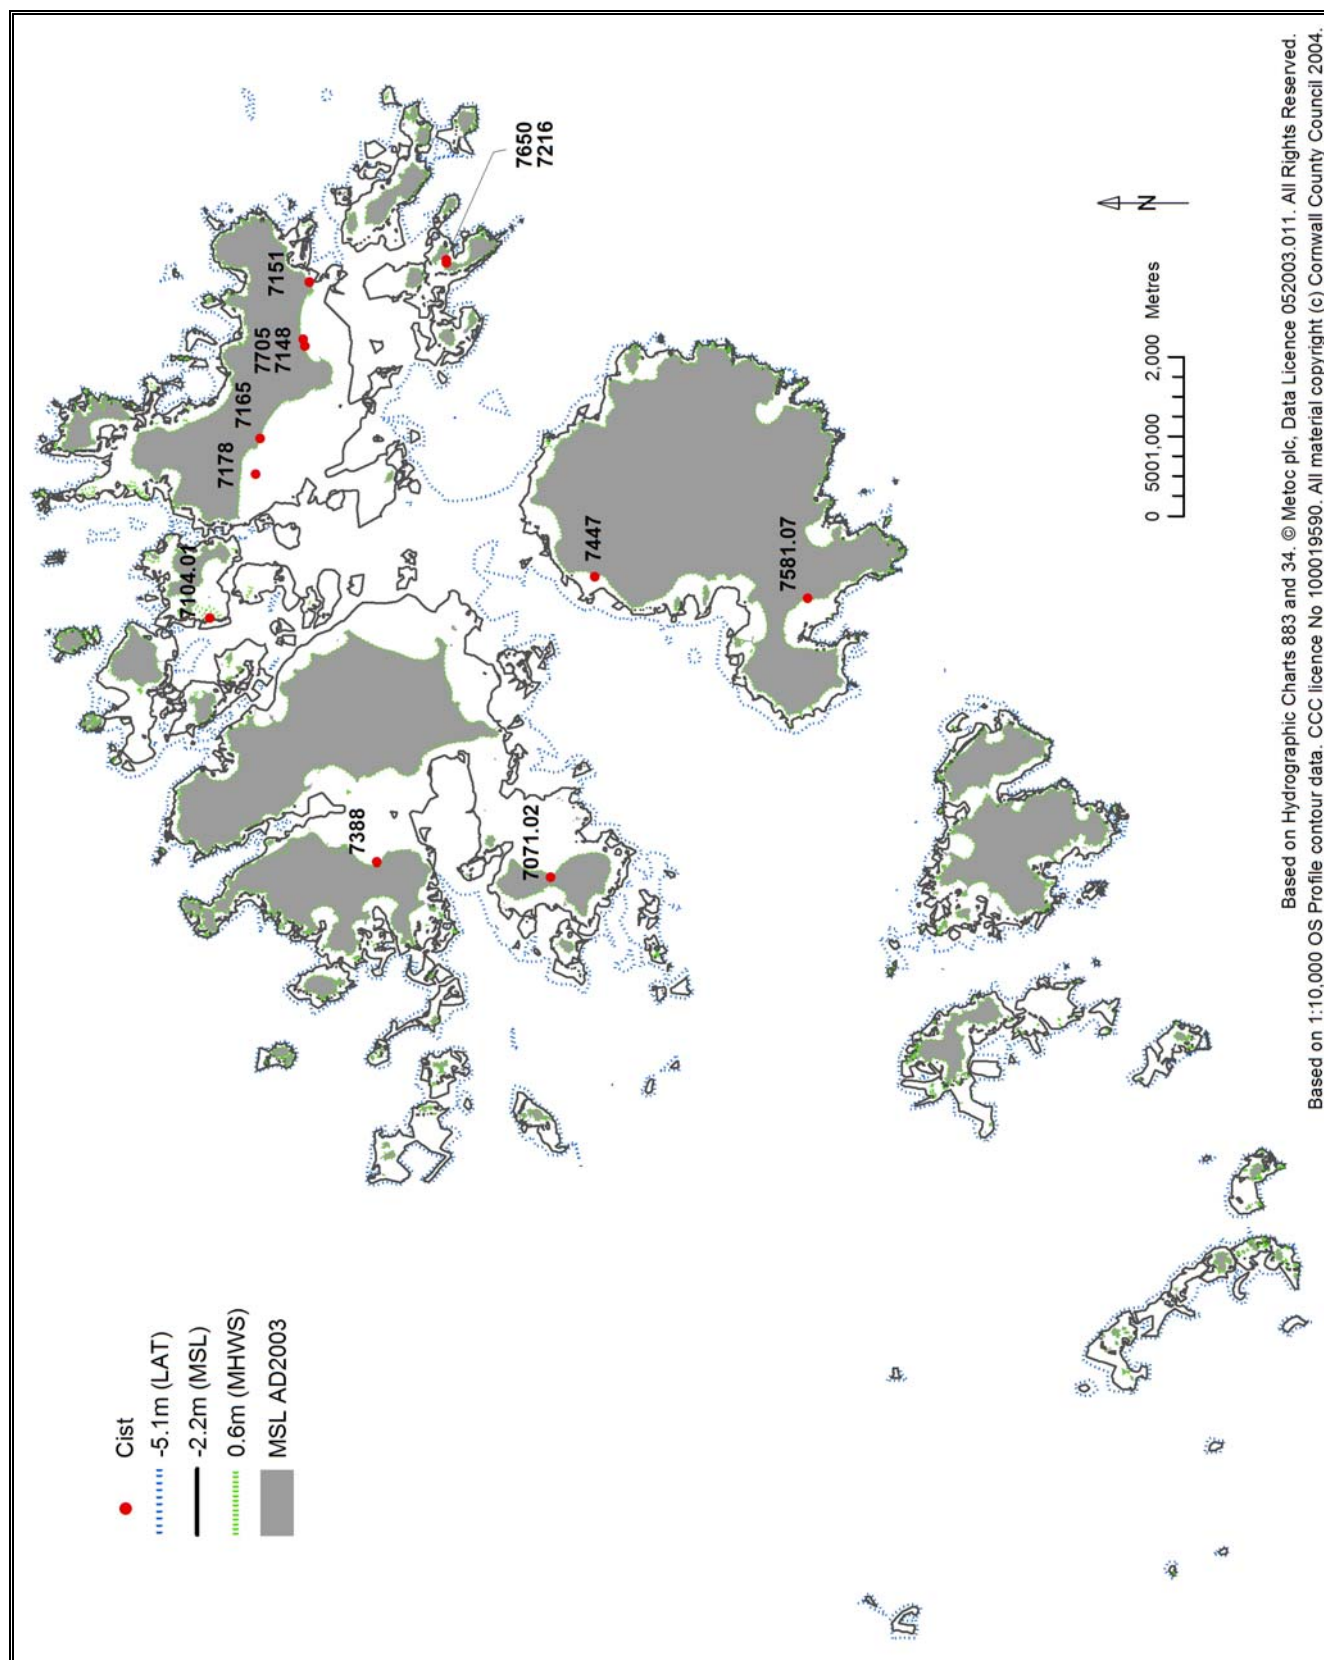 Cist
-5.1m (LAT)
-2.2m (MSL)
0.6m (MHWS)
MSL AD2003
7104.01
7178
7165
7705
7148
7151
7650
7216
7388
7071.02
7447
7581.07
0 5001,000 2,000 Metres
N
Based on Hydrographic Charts 883 and 34. © Metoc plc, Data Licence 052003.011. All Rights Reserved.
Based on 1:10,000 OS Profile contour data. CCC licence No 100019590. All material copyright (c) Cornwall County Council 2004.